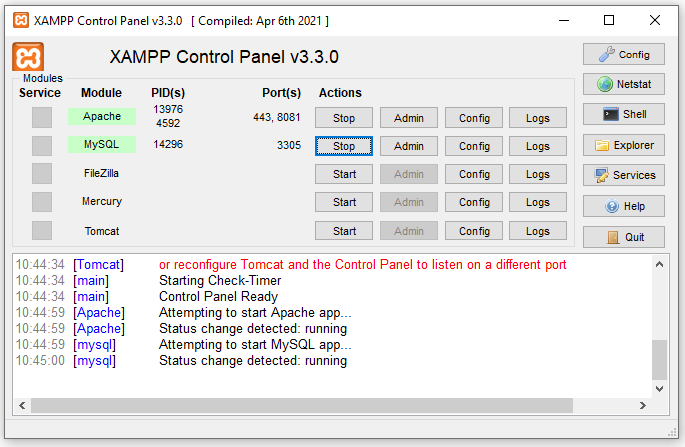 XAMPP Control Panel v3.3.0 [ Compiled: Apr 6th 2021 ]
XAMPP Control Panel v3.3.0
Config
Modules
Service Module PID(s) Port(s) Actions
Netstat
Apache 13976 4592 443, 8081 Stop Admin Config Logs
Shell
MySQL 14296 3305 Stop Admin Config Logs
Explorer
FileZilla Start Admin Config Logs
Services
Mercury Start Admin Config Logs
Help
Tomcat Start Admin Config Logs
Quit
10:44:34 [Tomcat] or reconfigure Tomcat and the Control Panel to listen on a different port
10:44:34 [main] Starting Check-Timer
10:44:34 [main] Control Panel Ready
10:44:59 [Apache] Attempting to start Apache app...
10:44:59 [Apache] Status change detected: running
10:44:59 [mysql] Attempting to start MySQL app...
10:45:00 [mysql] Status change detected: running